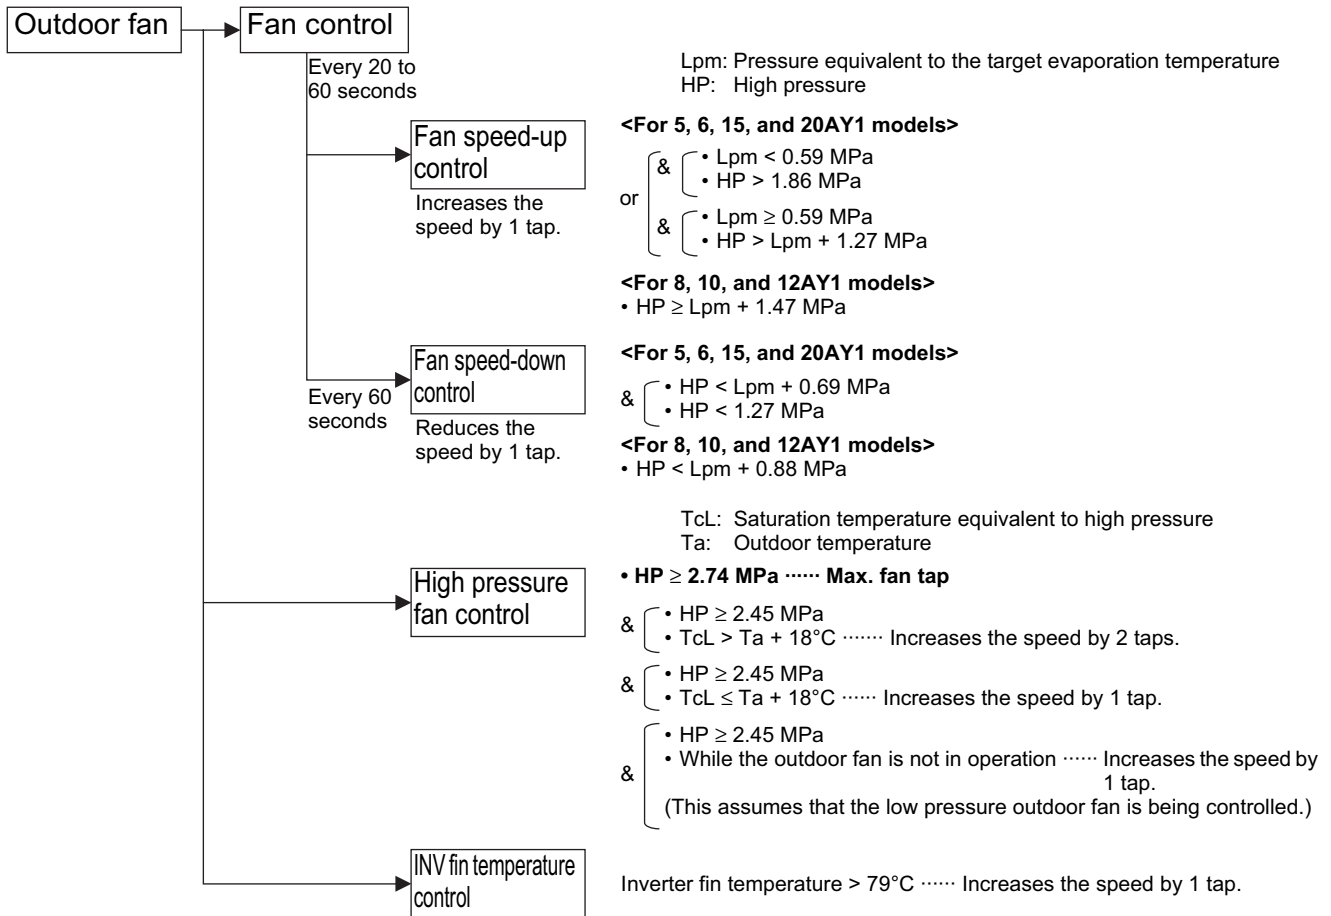 Outdoor fan
Fan control
Every 20 to
60 seconds
Lpm: Pressure equivalent to the target evaporation temperature
HP: High pressure
Fan speed-up
control
Increases the
speed by 1 tap.
<For 5, 6, 15, and 20AY1 models>
or
&
• Lpm < 0.59 MPa
• HP > 1.86 MPa
&
• Lpm ≥ 0.59 MPa
• HP > Lpm + 1.27 MPa
<For 8, 10, and 12AY1 models>
• HP ≥ Lpm + 1.47 MPa
Every 60
seconds
Fan speed-down
control
Reduces the
speed by 1 tap.
<For 5, 6, 15, and 20AY1 models>
&
• HP < Lpm + 0.69 MPa
• HP < 1.27 MPa
<For 8, 10, and 12AY1 models>
• HP < Lpm + 0.88 MPa
TcL: Saturation temperature equivalent to high pressure
Ta: Outdoor temperature
High pressure
fan control
• HP ≥ 2.74 MPa ······ Max. fan tap
&
• HP ≥ 2.45 MPa
• TcL > Ta + 18°C ······· Increases the speed by 2 taps.
&
• HP ≥ 2.45 MPa
• TcL ≤ Ta + 18°C ······ Increases the speed by 1 tap.
&
• HP ≥ 2.45 MPa
• While the outdoor fan is not in operation ······ Increases the speed by
1 tap.
(This assumes that the low pressure outdoor fan is being controlled.)
INV fin temperature
control
Inverter fin temperature > 79°C ······ Increases the speed by 1 tap.